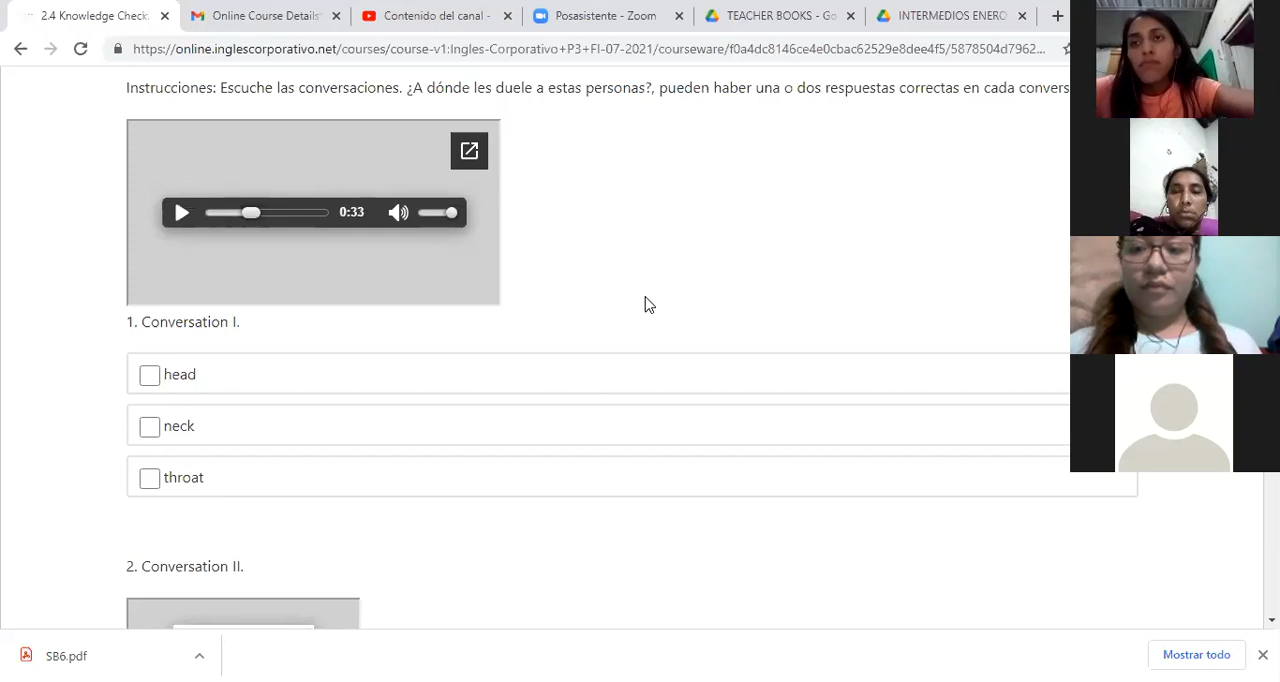 2.4 Knowledge Check.
Online Course Details"
Contenido del canal -
Posasistente - Zoom
TEACHER BOOKS - Go
INTERMEDIOS ENERO
https://online.inglescorporativo.net/courses/course-v1:Ingles-Corporativo+P3+FI-07-2021/courseware/f0a4dc8146ce4e0cbac62529e8dee4f5/5878504d7962...
Instrucciones: Escuche las conversaciones. ¿A dónde les duele a estas personas?, pueden haber una o dos respuestas correctas en cada convers
0:33
1. Conversation I.
head
neck
throat
2. Conversation II.
SB6.pdf
Mostrar todo